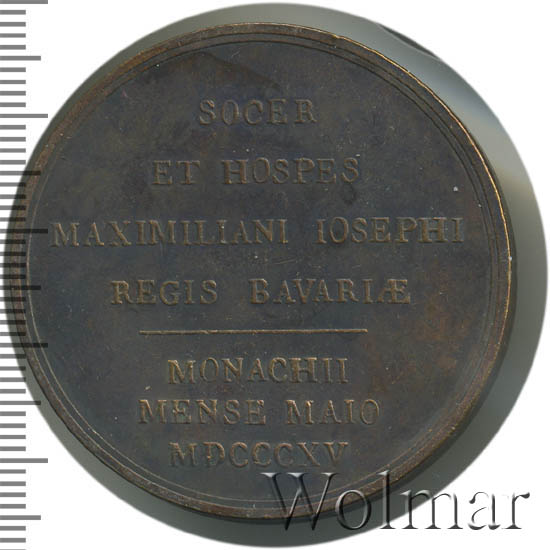 SOCER
ET HOSPES
MAXIMILIANI IOSEPHI
REGIS BAVARIÆ
MONACHII
MENSE MAIO
MDCCCXV
Wolmar